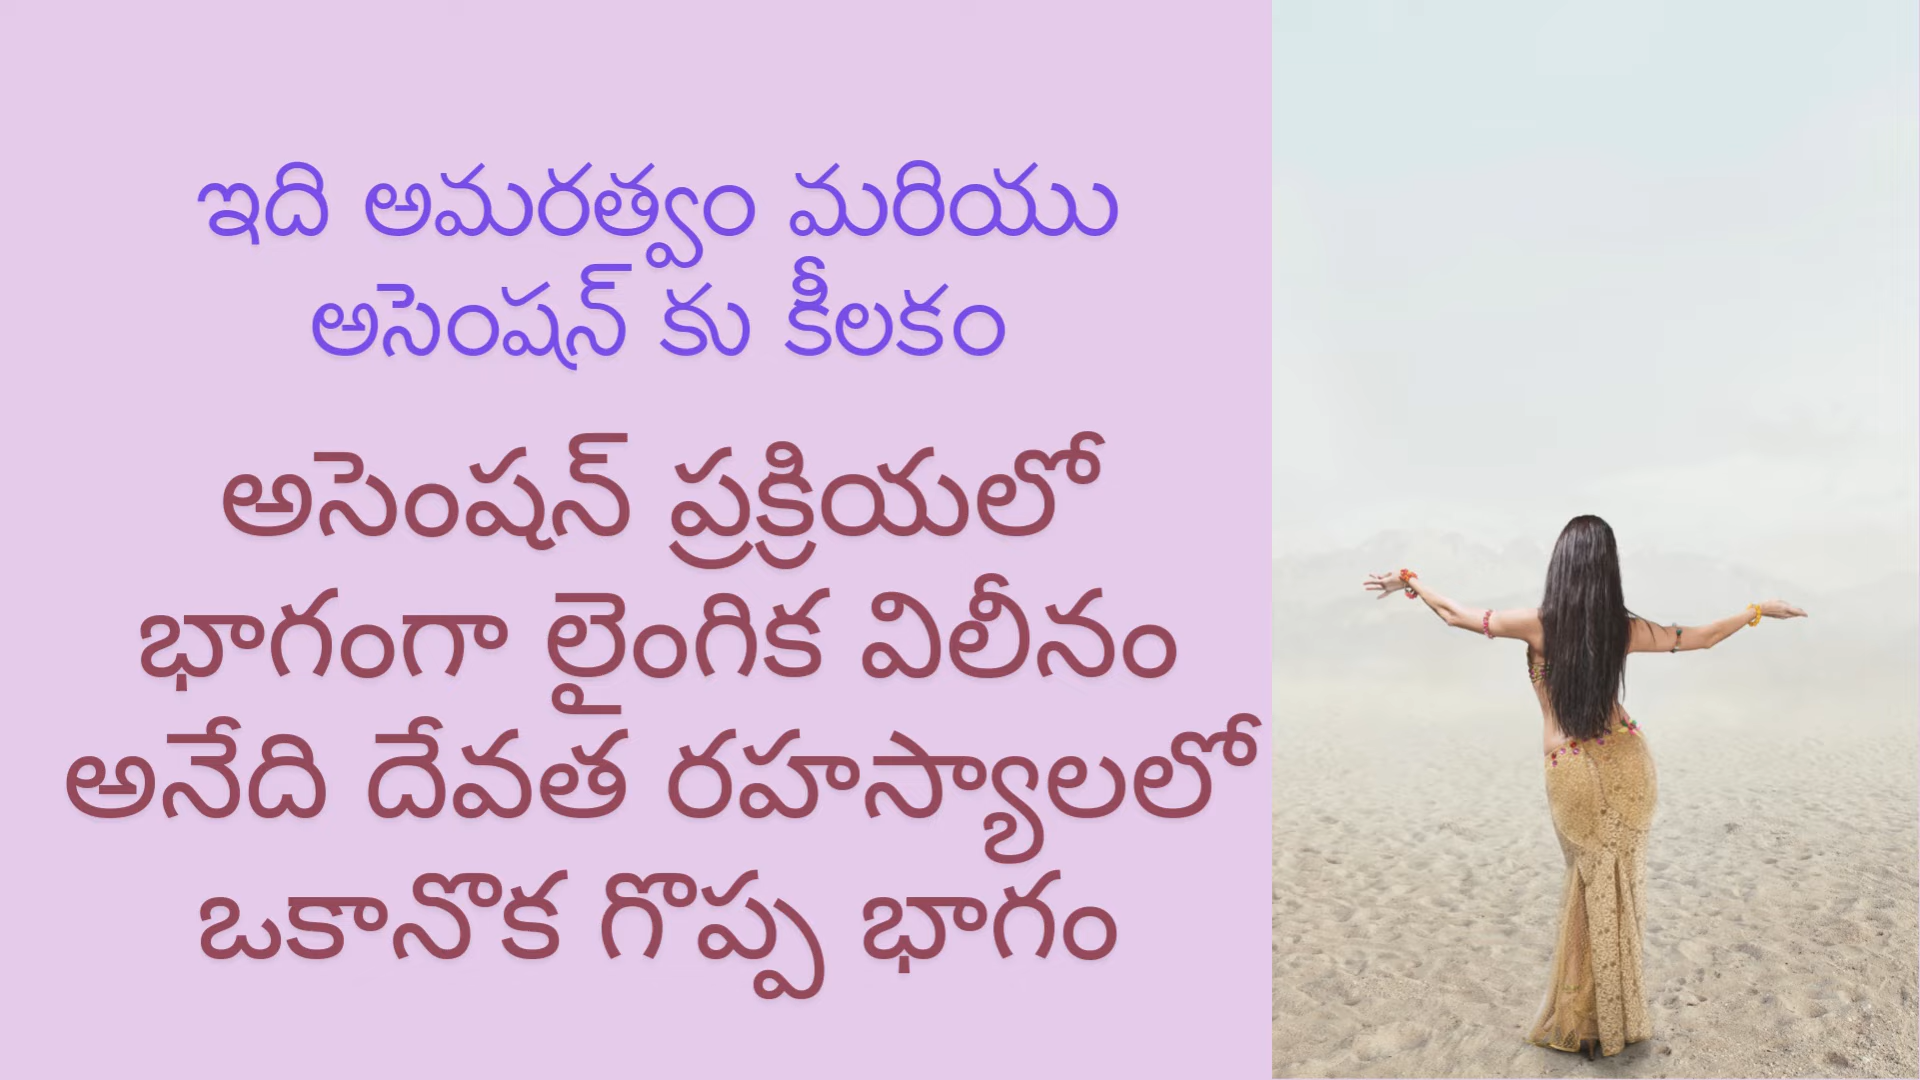 ఇది అమరత్వం మరియు
అసెంషన్ కు కీలకం
అసెంషన్ ప్రక్రియలో
భాగంగా లైంగిక విలీనం
అనేది దేవత రహస్యాలలో
ఒకానొక గొప్ప భాగం